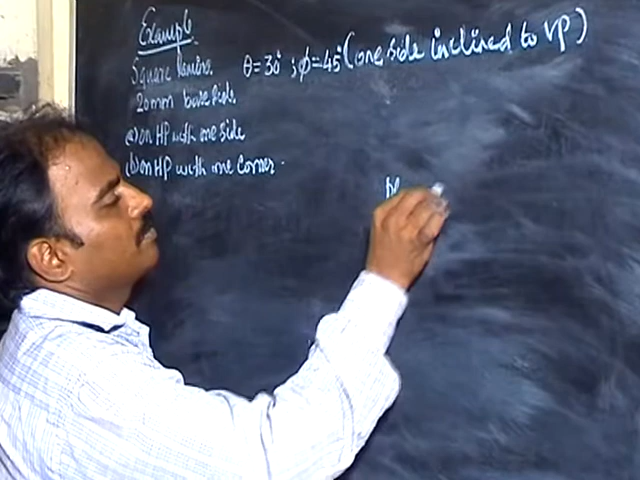 Example
Square lamina. θ=30° ; ϕ=45° (one side inclined to VP)
20mm base side.
(a) on HP with one side
(b) on HP with one corner.